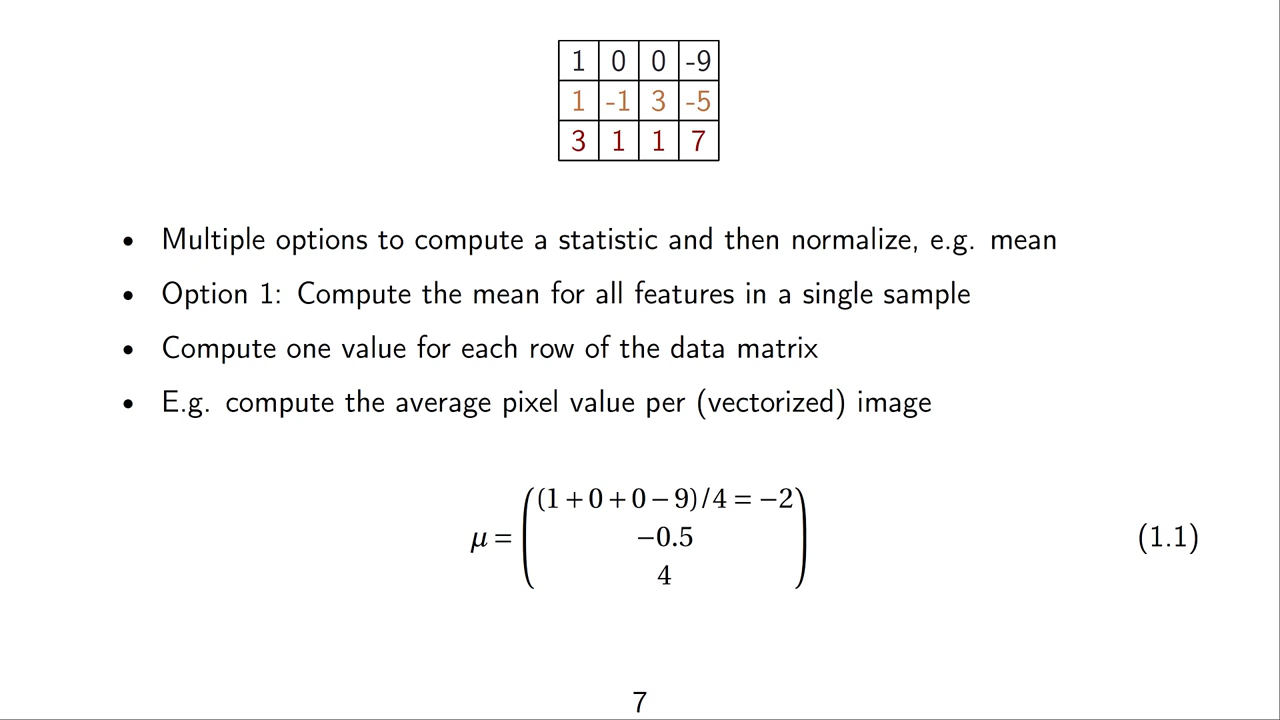 1 0 0 -9
1 -1 3 -5
3 1 1 7
• Multiple options to compute a statistic and then normalize, e.g. mean
• Option 1: Compute the mean for all features in a single sample
• Compute one value for each row of the data matrix
• E.g. compute the average pixel value per (vectorized) image
(1+0+0−9)/4 = −2
μ = −0.5 (1.1)
4
7